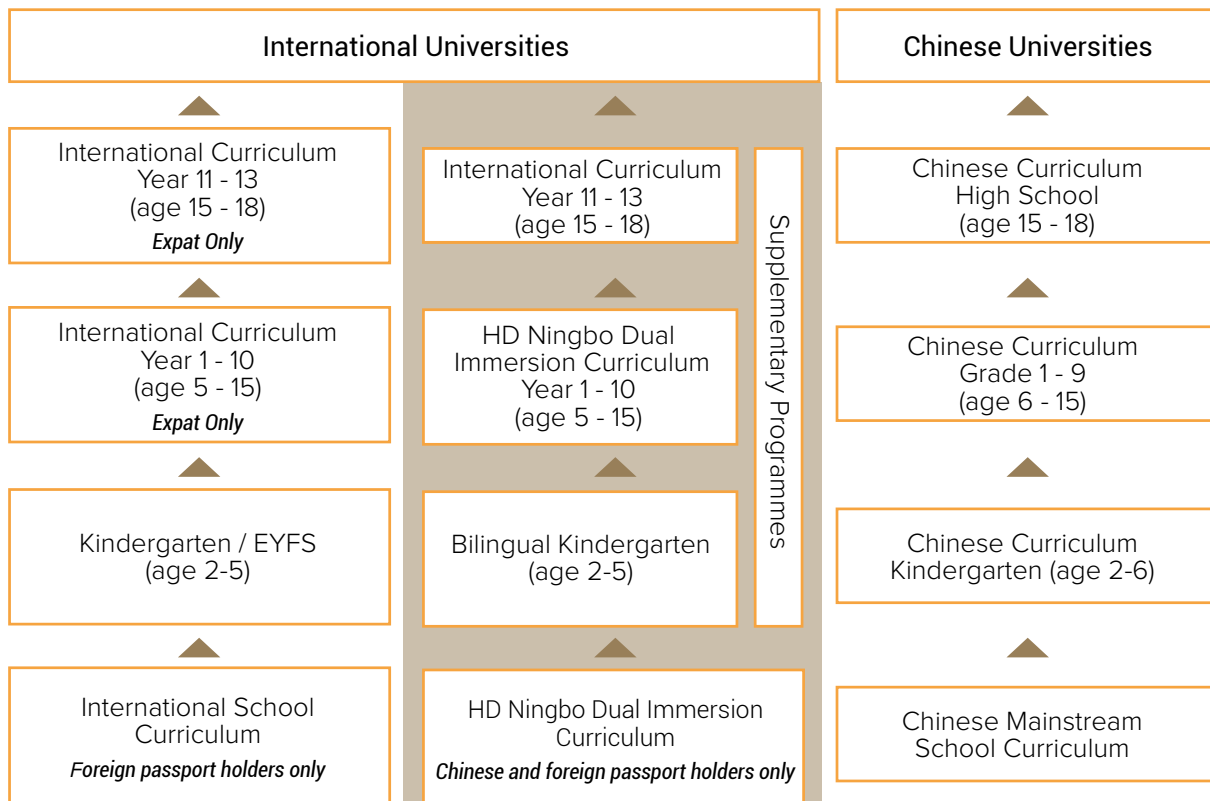 International Universities
Chinese Universities
International Curriculum
Year 11 - 13
(age 15 - 18)
Expat Only
International Curriculum
Year 11 - 13
(age 15 - 18)
Supplementary Programmes
Chinese Curriculum
High School
(age 15 - 18)
International Curriculum
Year 1 - 10
(age 5 - 15)
Expat Only
HD Ningbo Dual
Immersion Curriculum
Year 1 - 10
(age 5 - 15)
Chinese Curriculum
Grade 1 - 9
(age 6 - 15)
Kindergarten / EYFS
(age 2-5)
Bilingual Kindergarten
(age 2-5)
Chinese Curriculum
Kindergarten (age 2-6)
International School
Curriculum
Foreign passport holders only
HD Ningbo Dual Immersion
Curriculum
Chinese and foreign passport holders only
Chinese Mainstream
School Curriculum